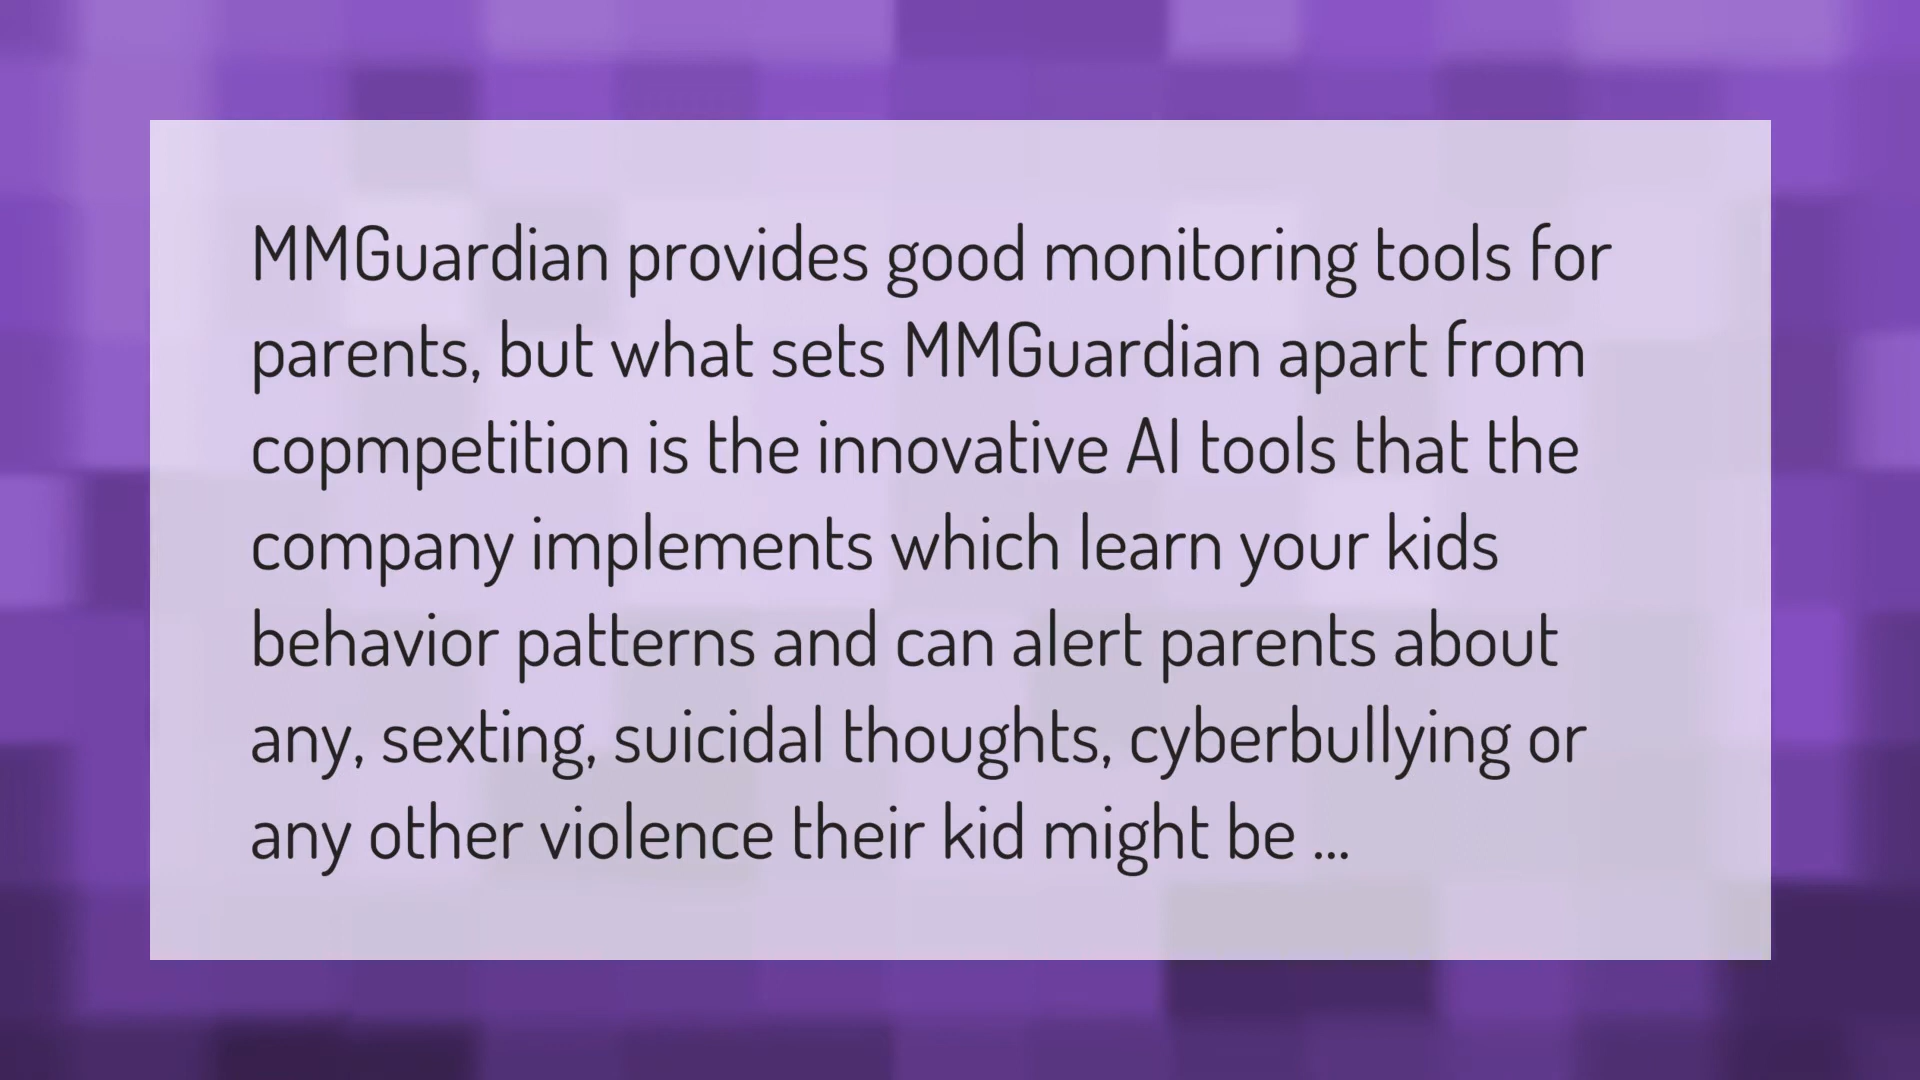 MMGuardian provides good monitoring tools for
parents, but what sets MMGuardian apart from
copmpetition is the innovative AI tools that the
company implements which learn your kids
behavior patterns and can alert parents about
any, sexting, suicidal thoughts, cyberbullying or
any other violence their kid might be ...